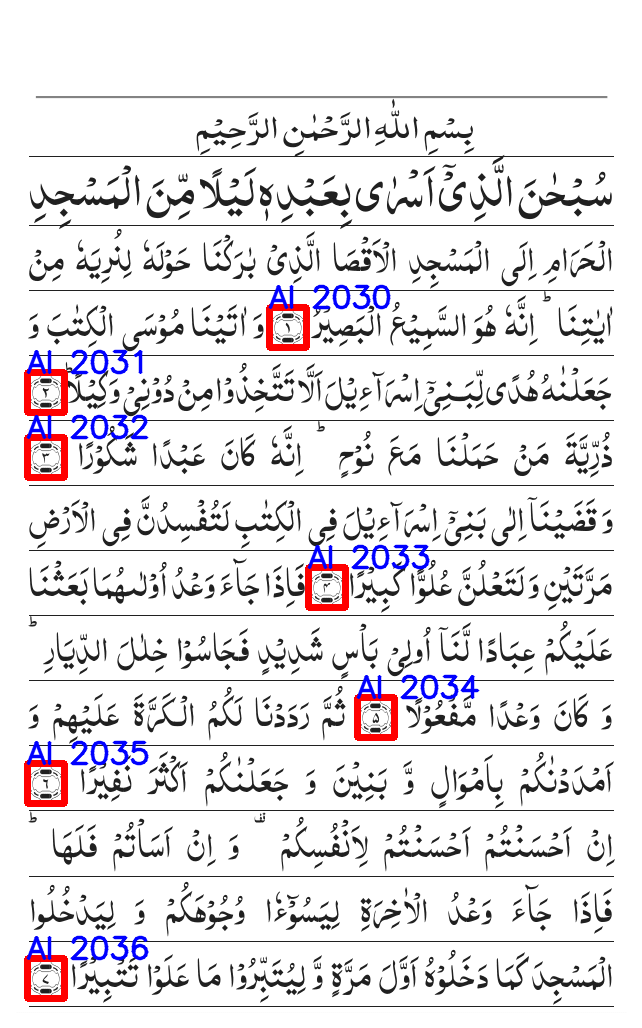 بِسْمِ اللّٰهِ الرَّحْمٰنِ الرَّحِيْمِ
سُبْحٰنَ الَّذِيْۤ اَسْرٰى بِعَبْدِهٖ لَيْلًا مِّنَ الْمَسْجِدِ
الْحَرَامِ اِلَى الْمَسْجِدِ الْاَقْصَا الَّذِيْ بٰرَكْنَا حَوْلَهٗ لِنُرِيَهٗ مِنْ
AI 2030
اٰيٰتِنَا ؕ اِنَّهٗ هُوَ السَّمِيْعُ الْبَصِيْرُ ۱ وَ اٰتَيْنَا مُوْسَى الْكِتٰبَ وَ
AI 2031
جَعَلْنٰهُ هُدًى لِّبَنِيْۤ اِسْرَآءِيْلَ اَلَّا تَتَّخِذُوْا مِنْ دُوْنِيْ وَكِيْلًا ؕ ۲
AI 2032
ذُرِّيَّةَ مَنْ حَمَلْنَا مَعَ نُوْحٍ ؕ اِنَّهٗ كَانَ عَبْدًا شَكُوْرًا ۳
وَ قَضَيْنَاۤ اِلٰى بَنِيْۤ اِسْرَآءِيْلَ فِي الْكِتٰبِ لَتُفْسِدُنَّ فِي الْاَرْضِ
AI 2033
مَرَّتَيْنِ وَ لَتَعْلُنَّ عُلُوًّا كَبِيْرًا ۴ فَاِذَا جَآءَ وَعْدُ اُوْلٰىهُمَا بَعَثْنَا
عَلَيْكُمْ عِبَادًا لَّنَاۤ اُولِيْ بَاْسٍ شَدِيْدٍ فَجَاسُوْا خِلٰلَ الدِّيَارِ ؕ
AI 2034
وَ كَانَ وَعْدًا مَّفْعُوْلًا ۵ ثُمَّ رَدَدْنَا لَكُمُ الْكَرَّةَ عَلَيْهِمْ وَ
AI 2035
اَمْدَدْنٰكُمْ بِاَمْوَالٍ وَّ بَنِيْنَ وَ جَعَلْنٰكُمْ اَكْثَرَ نَفِيْرًا ۶
اِنْ اَحْسَنْتُمْ اَحْسَنْتُمْ لِاَنْفُسِكُمْ ۫ وَ اِنْ اَسَاْتُمْ فَلَهَا ؕ
فَاِذَا جَآءَ وَعْدُ الْاٰخِرَةِ لِيَسُوْٓءٗا وُجُوْهَكُمْ وَ لِيَدْخُلُوا
AI 2036
الْمَسْجِدَ كَمَا دَخَلُوْهُ اَوَّلَ مَرَّةٍ وَّ لِيُتَبِّرُوْا مَا عَلَوْا تَتْبِيْرًا ۷